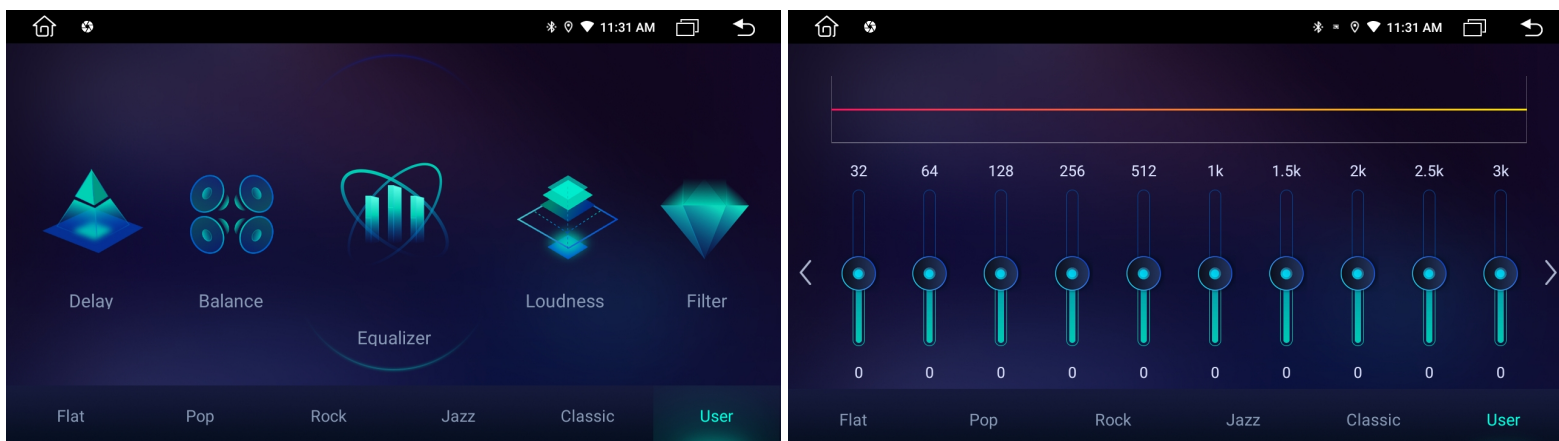 11:31 AM
Delay Balance Loudness Filter
Equalizer
Flat Pop Rock Jazz Classic User
11:31 AM
32 64 128 256 512 1k 1.5k 2k 2.5k 3k
0 0 0 0 0 0 0 0 0 0
Flat Pop Rock Jazz Classic User